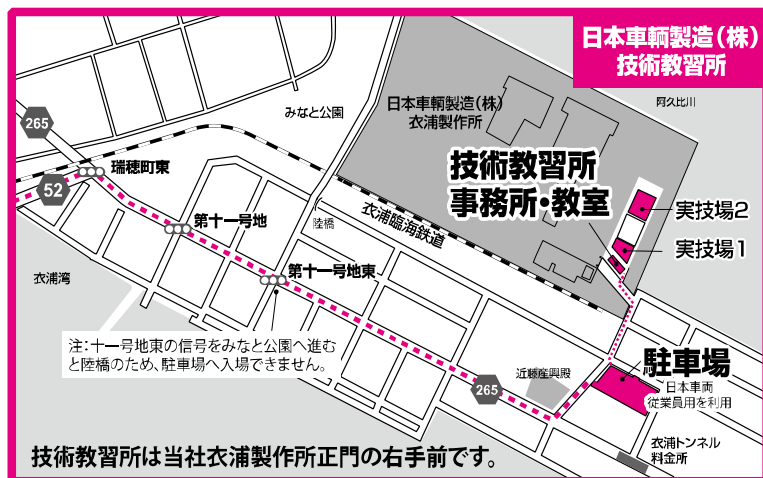 日本車輌製造(株)
技術教習所
阿久比川
みなと公園
日本車輌製造(株)
衣浦製作所
265
瑞穂町東
52
技術教習所
事務所・教室
実技場2
実技場1
第十一号地
陸橋
衣浦臨海鉄道
第十一号地東
衣浦湾
注:十一号地東の信号をみなと公園へ進む
と陸橋のため、駐車場へ入場できません。
駐車場
日本車両
従業員用を利用
近藤産興殿
265
衣浦トンネル
料金所
技術教習所は当社衣浦製作所正門の右手前です。